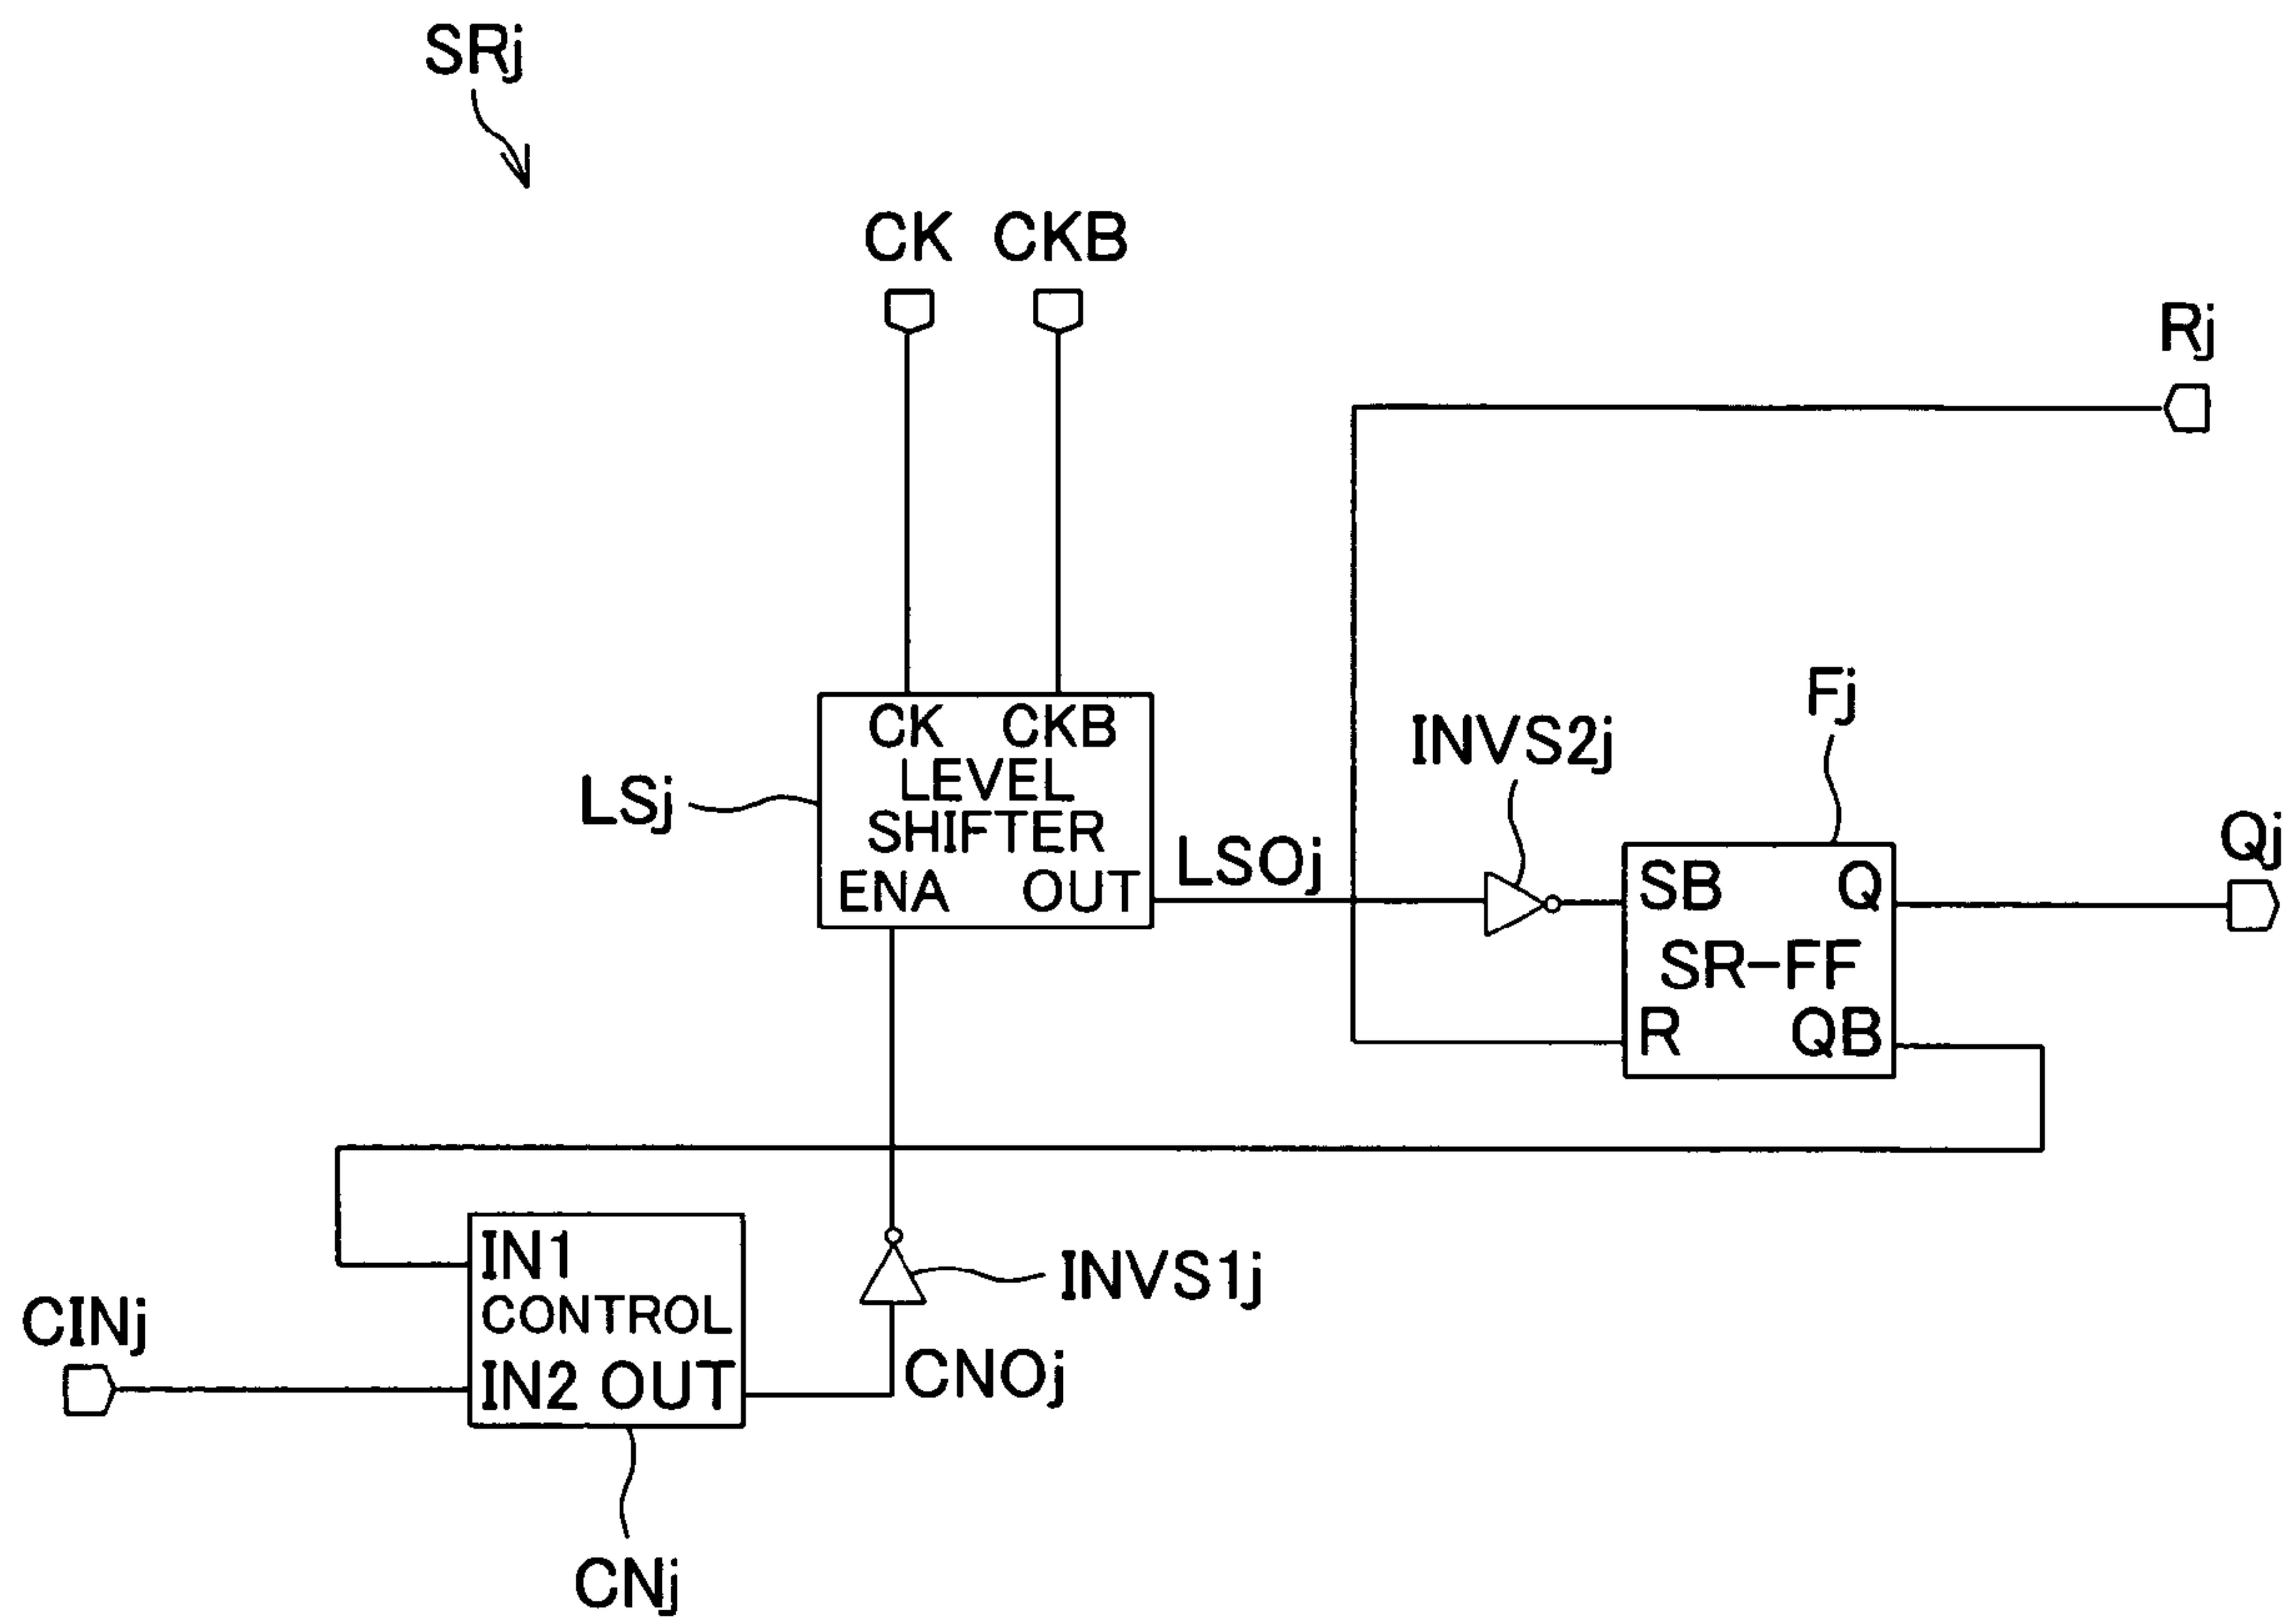 SRj
CK CKB
Rj
CK CKB
LEVEL
SHIFTER
ENA OUT
LSj
LSOj
INVS2j
Fj
SB Q
SR-FF
R QB
Qj
IN1
CONTROL
IN2 OUT
CINj
INVS1j
CNOj
CNj